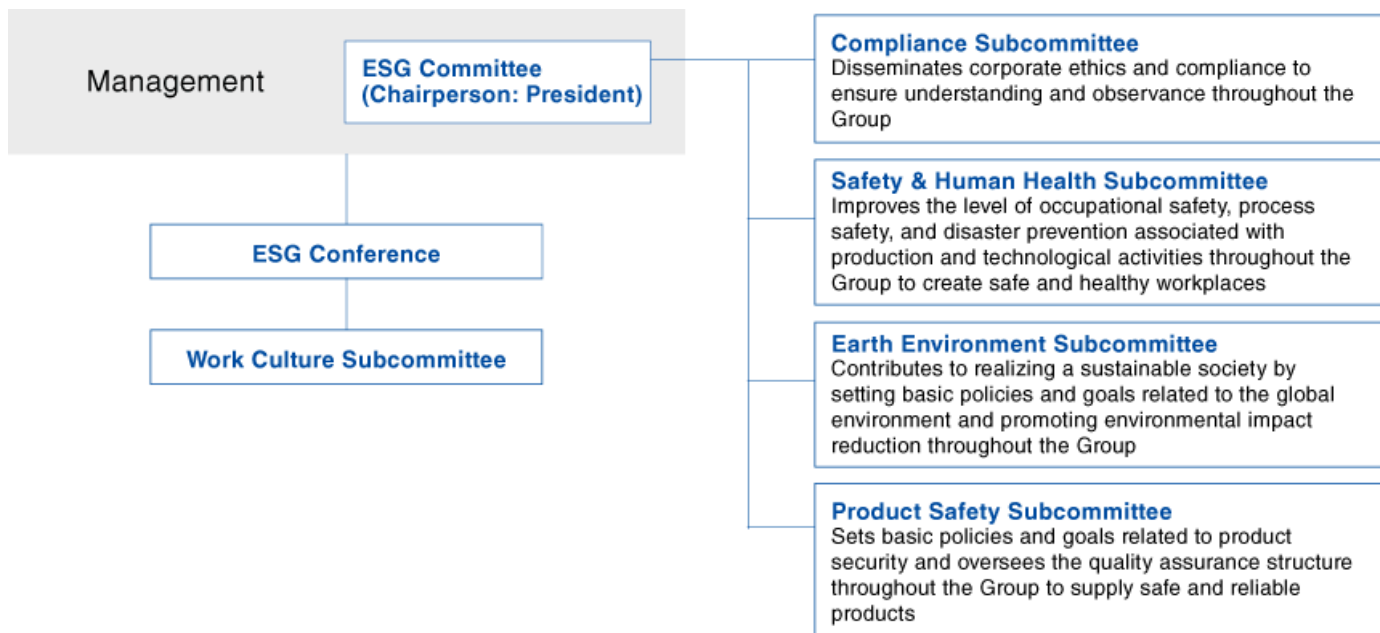 Management
ESG Committee
(Chairperson: President)
ESG Conference
Work Culture Subcommittee
Compliance Subcommittee
Disseminates corporate ethics and compliance to
ensure understanding and observance throughout the
Group
Safety & Human Health Subcommittee
Improves the level of occupational safety, process
safety, and disaster prevention associated with
production and technological activities throughout the
Group to create safe and healthy workplaces
Earth Environment Subcommittee
Contributes to realizing a sustainable society by
setting basic policies and goals related to the global
environment and promoting environmental impact
reduction throughout the Group
Product Safety Subcommittee
Sets basic policies and goals related to product
security and oversees the quality assurance structure
throughout the Group to supply safe and reliable
products